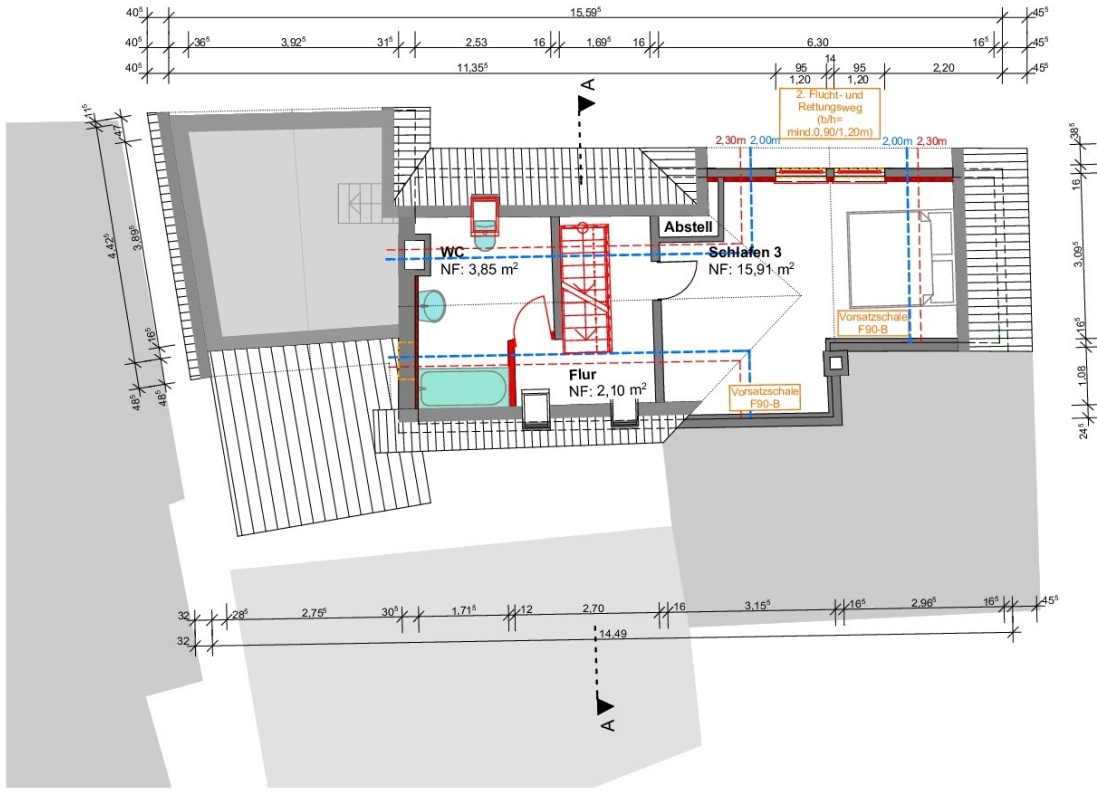 40⁵ 15,59⁵ 45⁵
40⁵ 36⁵ 3,92⁵ 31⁵ 2,53 16 1,69⁵ 16 6,30 16⁵ 45⁵
40⁵ 11,35⁵ 95 14 95 2,20 45⁵
1,20 1,20
A
2. Flucht- und
Rettungsweg
(b/h=
mind.0,90/1,20m)
2,30m 2,00m 2,00m 2,30m
11⁵
47
4,42⁵
3,89⁵
16⁵
48⁵ 48⁵
38⁵
16
3,09⁵
16⁵
1,08
24⁵
Abstell
WC
NF: 3,85 m²
Schlafen 3
NF: 15,91 m²
Vorsatzschale
F90-B
Flur
NF: 2,10 m²
Vorsatzschale
F90-B
32 28⁵ 2,75 30⁵ 1,71⁵ 12 2,70 16 3,15⁵ 16⁵ 2,96⁵ 16⁵ 45⁵
32 14,49
A